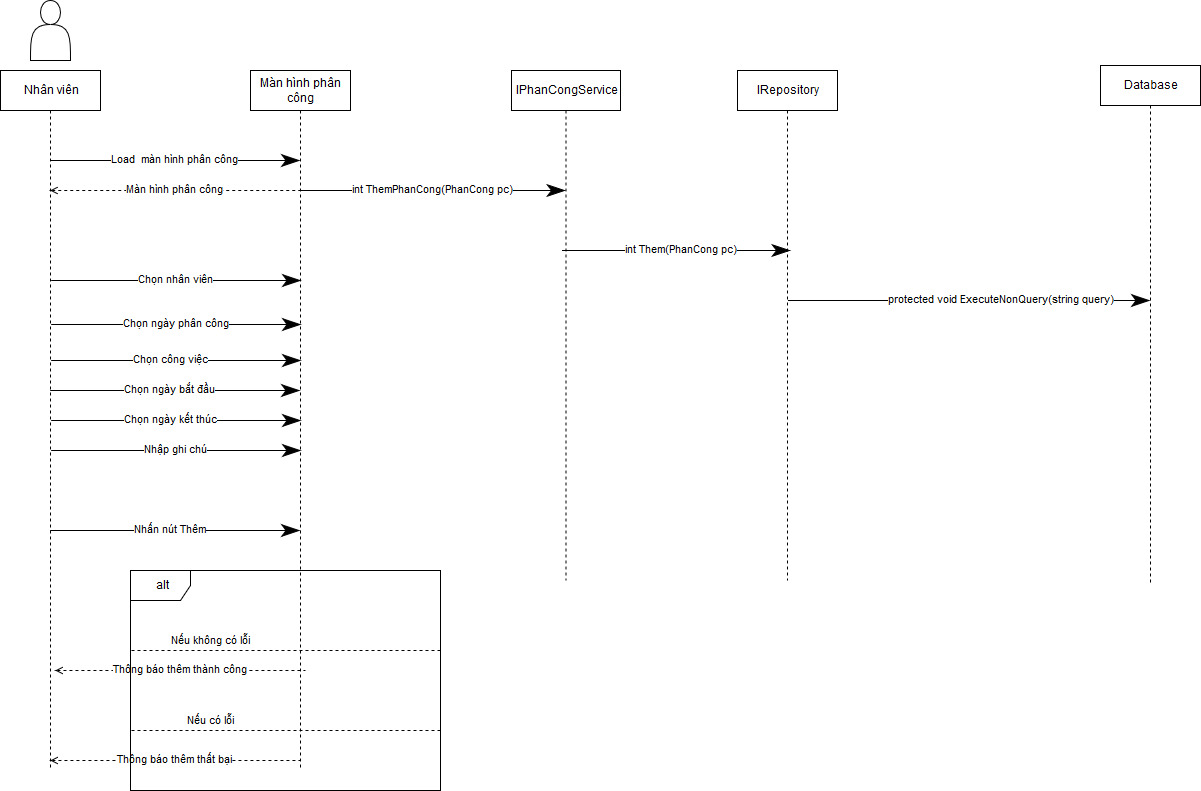 Nhân viên
Màn hình phân
công
IPhanCongService
IRepository
Database
Load màn hình phân công
Màn hình phân công
int ThemPhanCong(PhanCong pc)
int Them(PhanCong pc)
Chọn nhân viên
protected void ExecuteNonQuery(string query)
Chọn ngày phân công
Chọn công việc
Chọn ngày bắt đầu
Chọn ngày kết thúc
Nhập ghi chú
Nhấn nút Thêm
alt
Nếu không có lỗi
Thông báo thêm thành công
Nếu có lỗi
Thông báo thêm thất bại